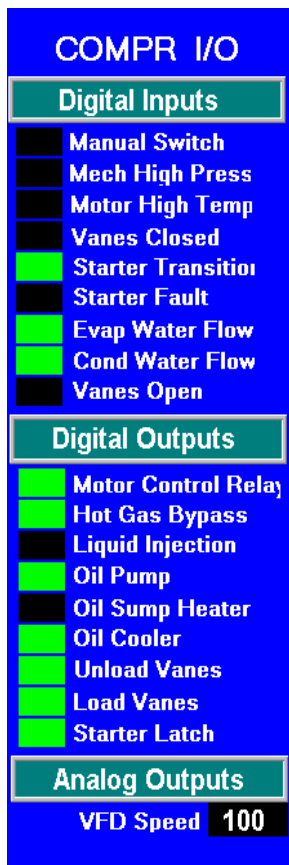 COMPR I/O
Digital Inputs
Manual Switch
Mech High Press
Motor High Temp
Vanes Closed
Starter Transition
Starter Fault
Evap Water Flow
Cond Water Flow
Vanes Open
Digital Outputs
Motor Control Relay
Hot Gas Bypass
Liquid Injection
Oil Pump
Oil Sump Heater
Oil Cooler
Unload Vanes
Load Vanes
Starter Latch
Analog Outputs
VFD Speed 100